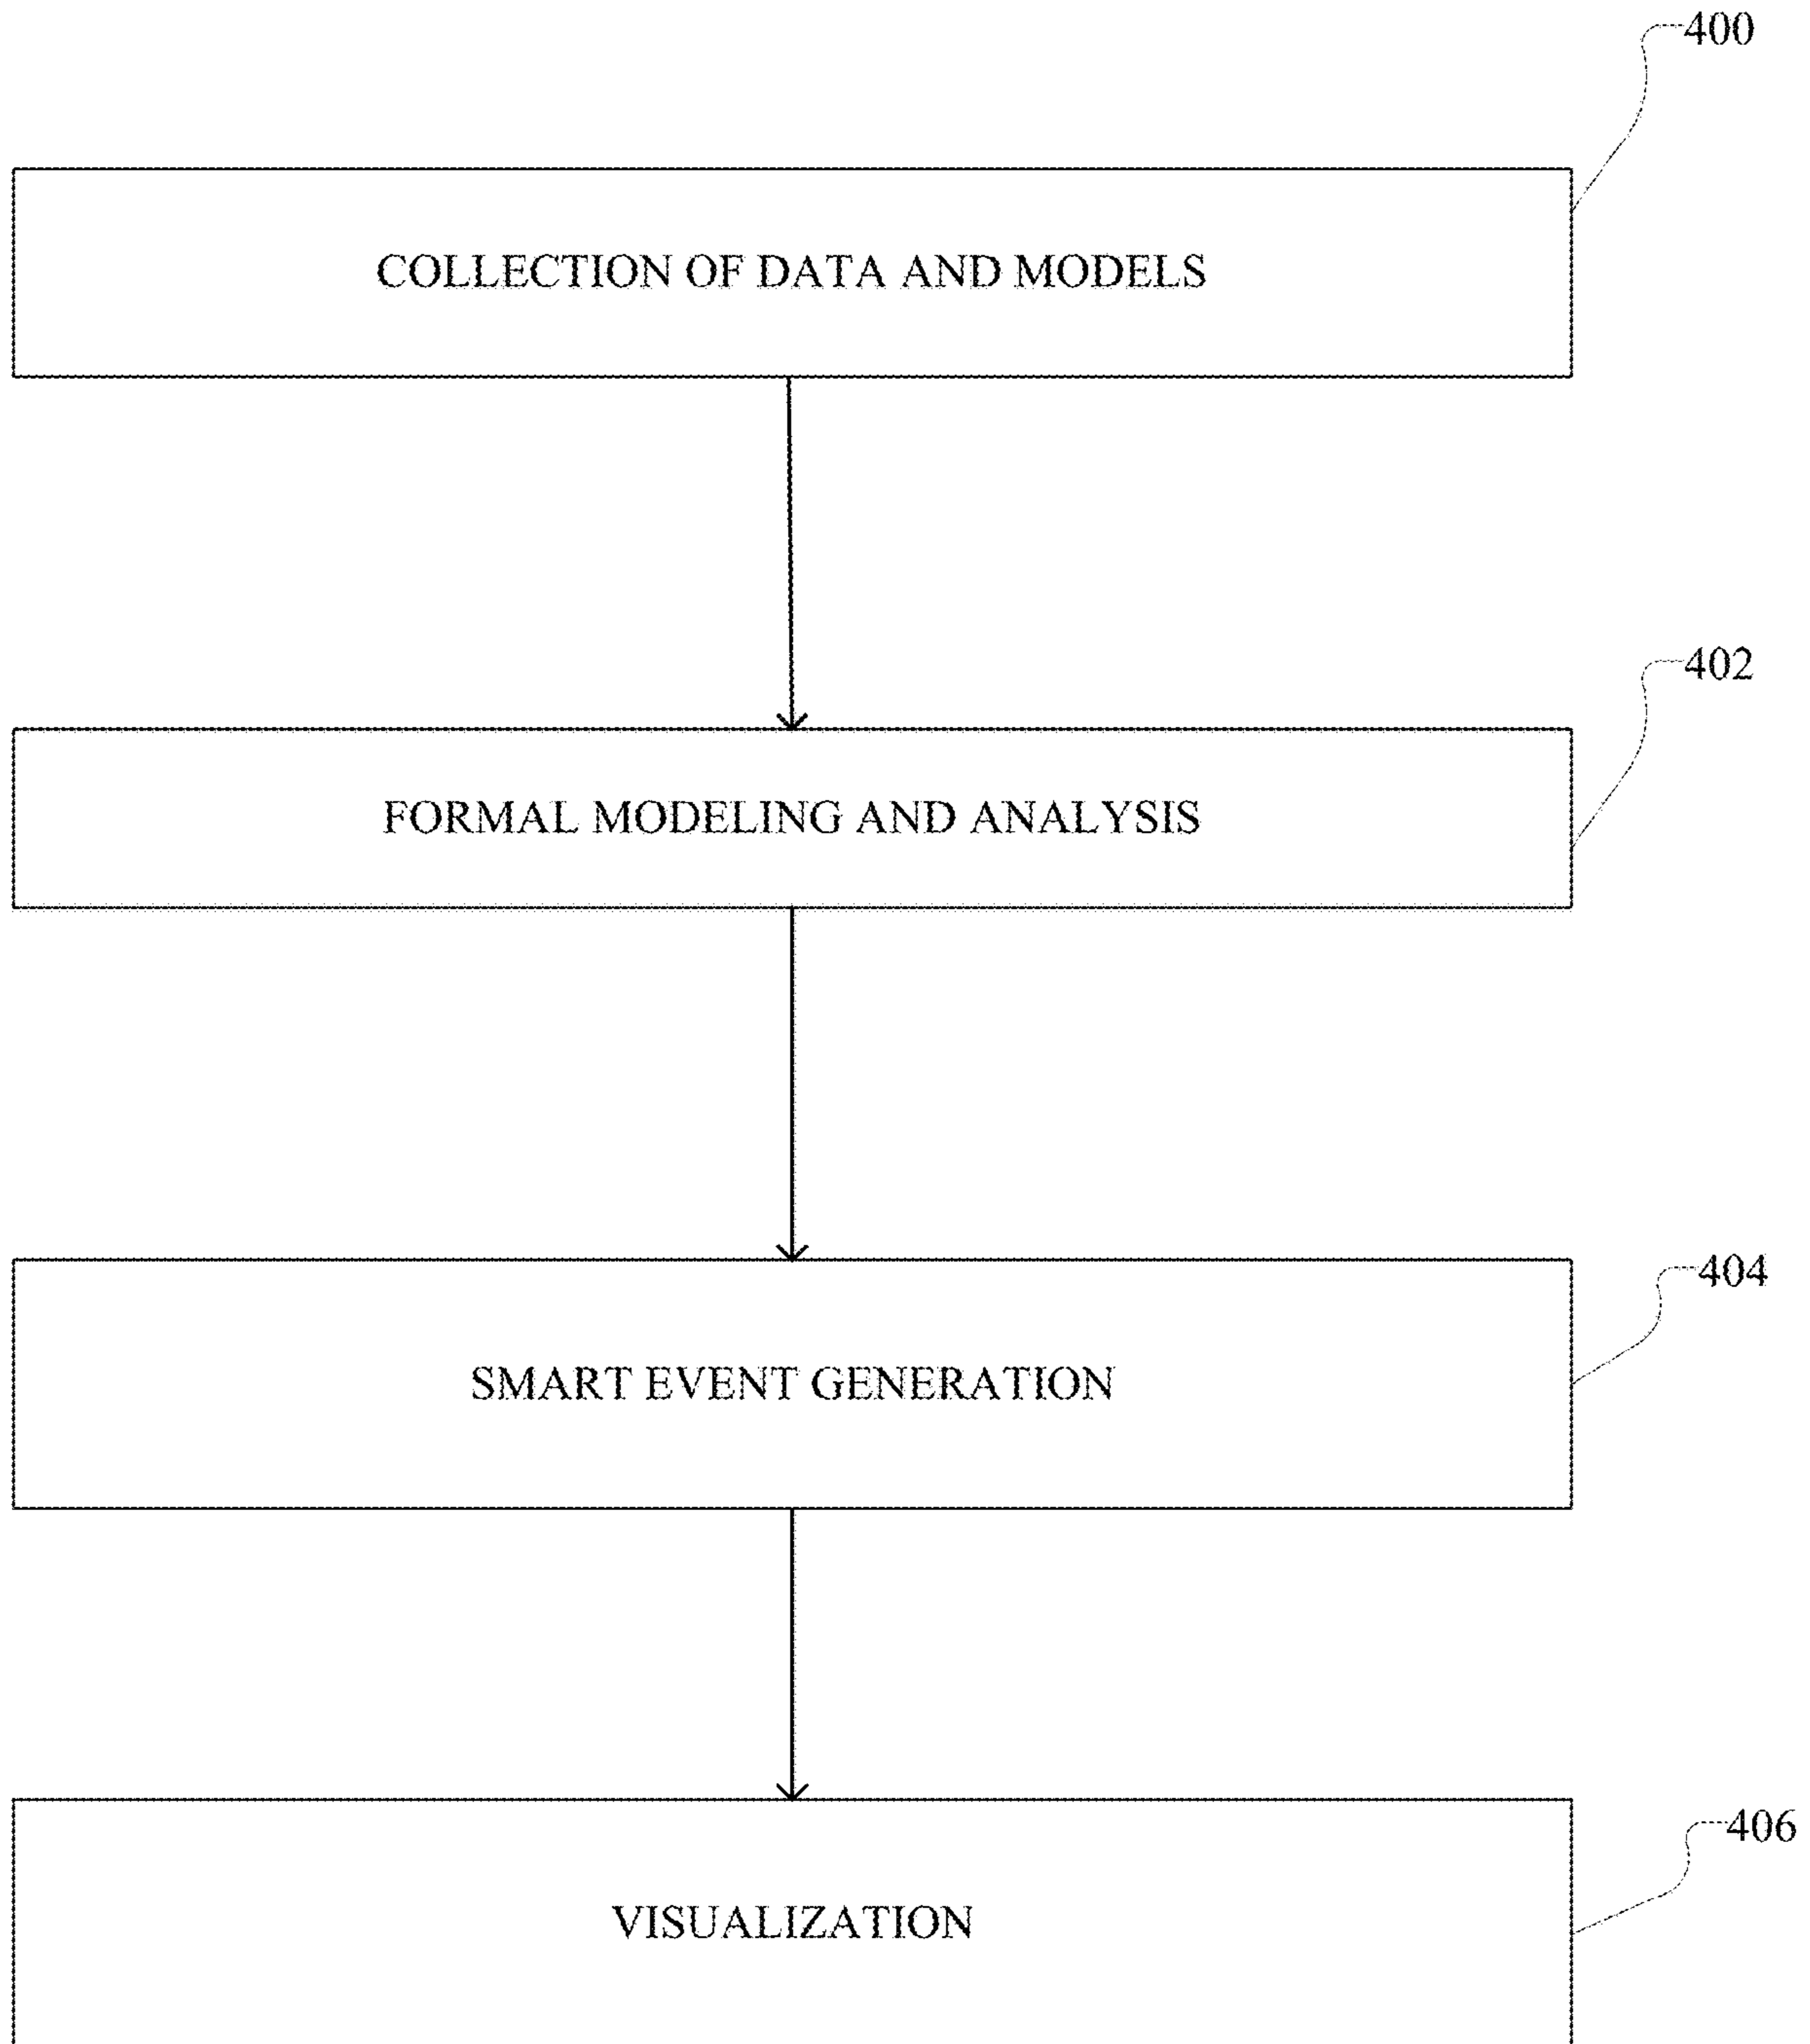 400
COLLECTION OF DATA AND MODELS
402
FORMAL MODELING AND ANALYSIS
404
SMART EVENT GENERATION
406
VISUALIZATION